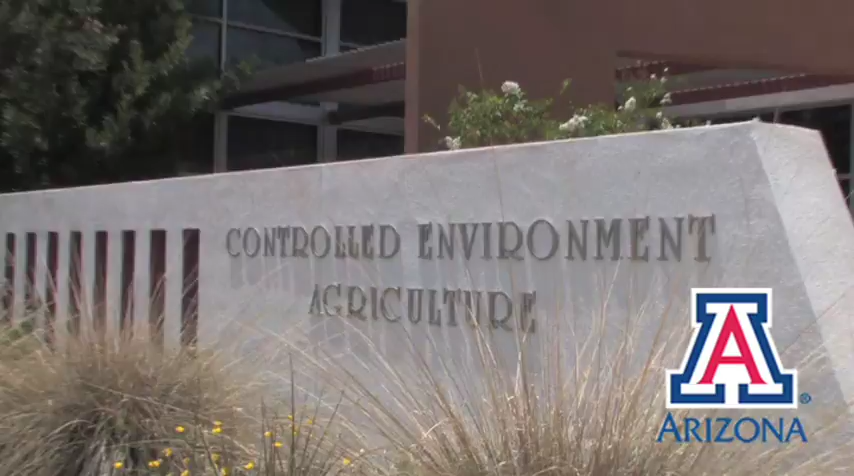 CONTROLLED ENVIRONMENT
AGRICULTURE
A
ARIZONA